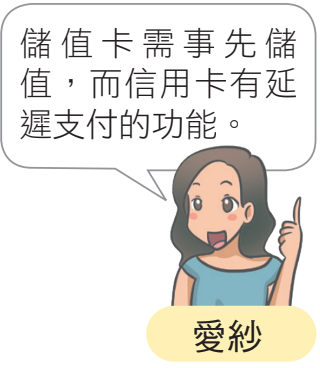 儲值卡需事先儲
值，而信用卡有延
遲支付的功能。
愛紗